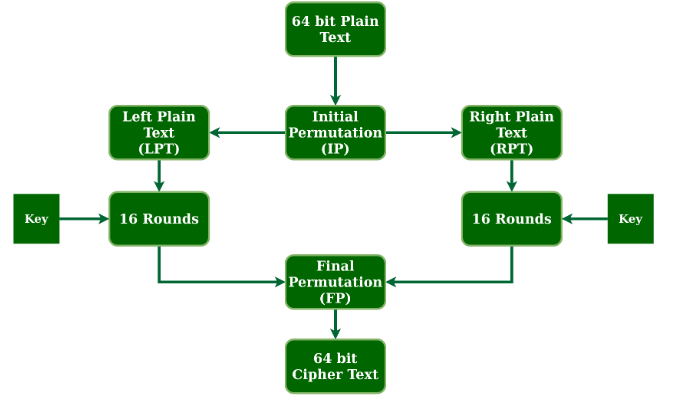 64 bit Plain
Text
Left Plain
Text
(LPT)
Initial
Permutation
(IP)
Right Plain
Text
(RPT)
Key
16 Rounds
16 Rounds
Key
Final
Permutation
(FP)
64 bit
Cipher Text